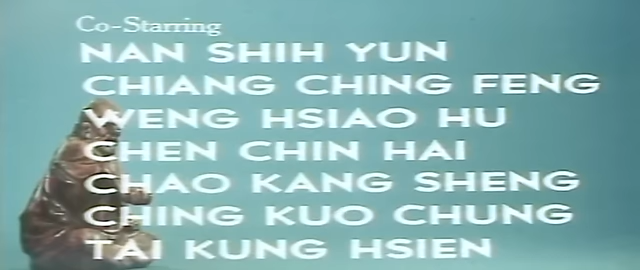 Co-Starring
NAN SHIH YUN
CHIANG CHING FENG
WENG HSIAO HU
CHEN CHIN HAI
CHAO KANG SHENG
CHING KUO CHUNG
TAI KUNG HSIEN